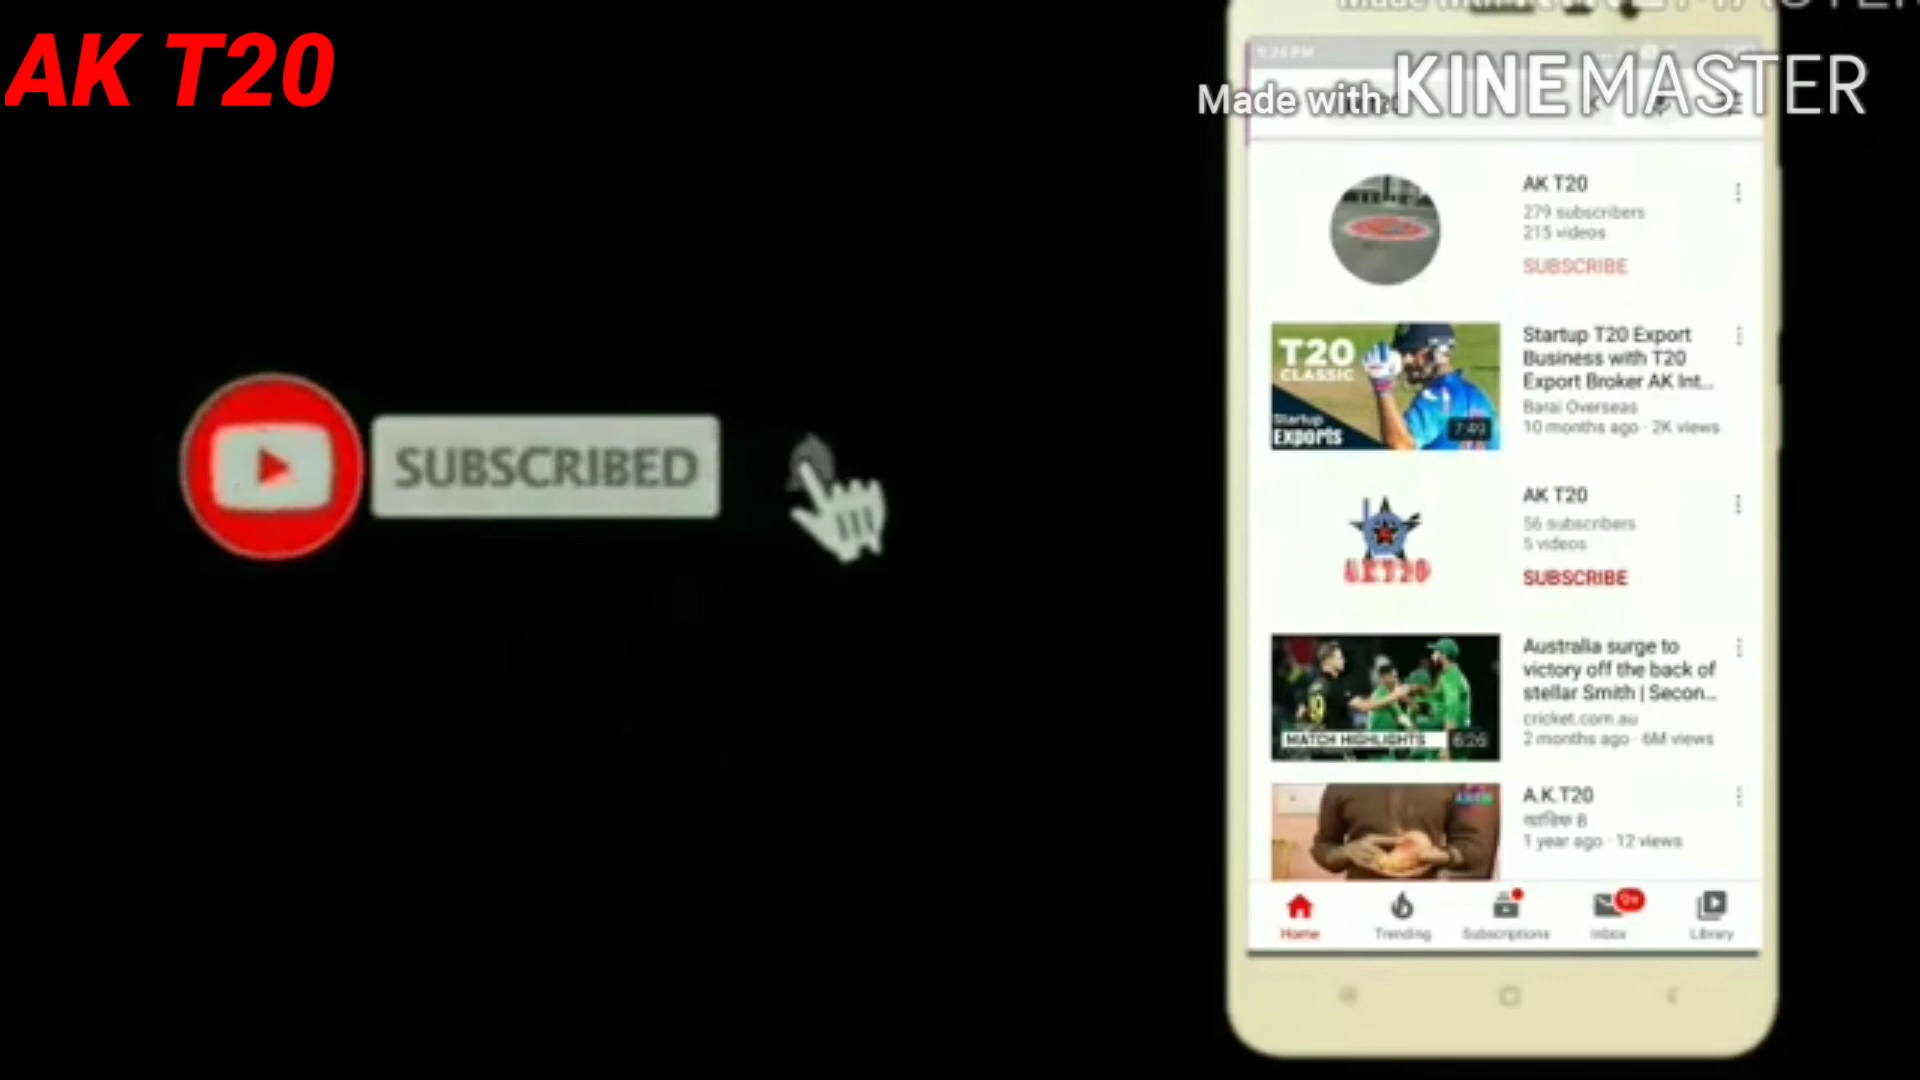 AK T20
Made with KINEMASTER
SUBSCRIBED
AK T20
279 subscribers
215 videos
SUBSCRIBE
T20
CLASSIC
Startup
Exports
7:49
Startup T20 Export
Business with T20
Export Broker AK Int...
Barai Overseas
10 months ago · 2K views
AKT20
AK T20
56 subscribers
5 videos
SUBSCRIBE
MATCH HIGHLIGHTS
6:26
Australia surge to
victory off the back of
stellar Smith | Secon...
cricket.com.au
2 months ago · 6M views
A.K.T20
1 year ago · 12 views
Home
Trending
Subscriptions
9+
Inbox
Library